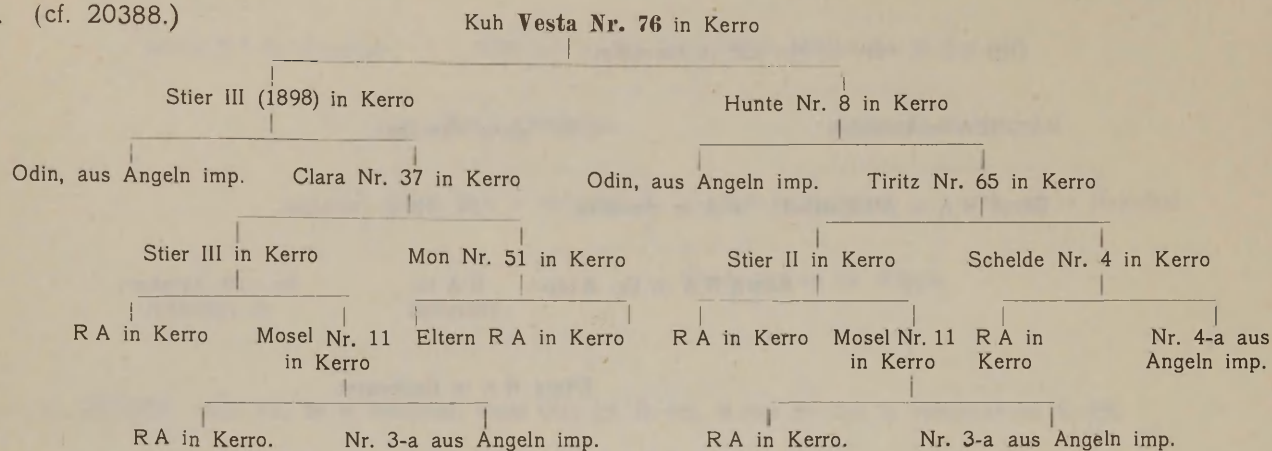 . (cf. 20388.)
Kuh Vesta Nr. 76 in Kerro
Stier III (1898) in Kerro Hunte Nr. 8 in Kerro
Odin, aus Angeln imp. Clara Nr. 37 in Kerro Odin, aus Angeln imp. Tiritz Nr. 65 in Kerro
Stier III in Kerro Mon Nr. 51 in Kerro Stier II in Kerro Schelde Nr. 4 in Kerro
R A in Kerro Mosel Nr. 11 Eltern R A in Kerro R A in Kerro Mosel Nr. 11 R A in Nr. 4-a aus
in Kerro in Kerro Kerro Angeln imp.
R A in Kerro. Nr. 3-a aus Angeln imp. R A in Kerro. Nr. 3-a aus Angeln imp.